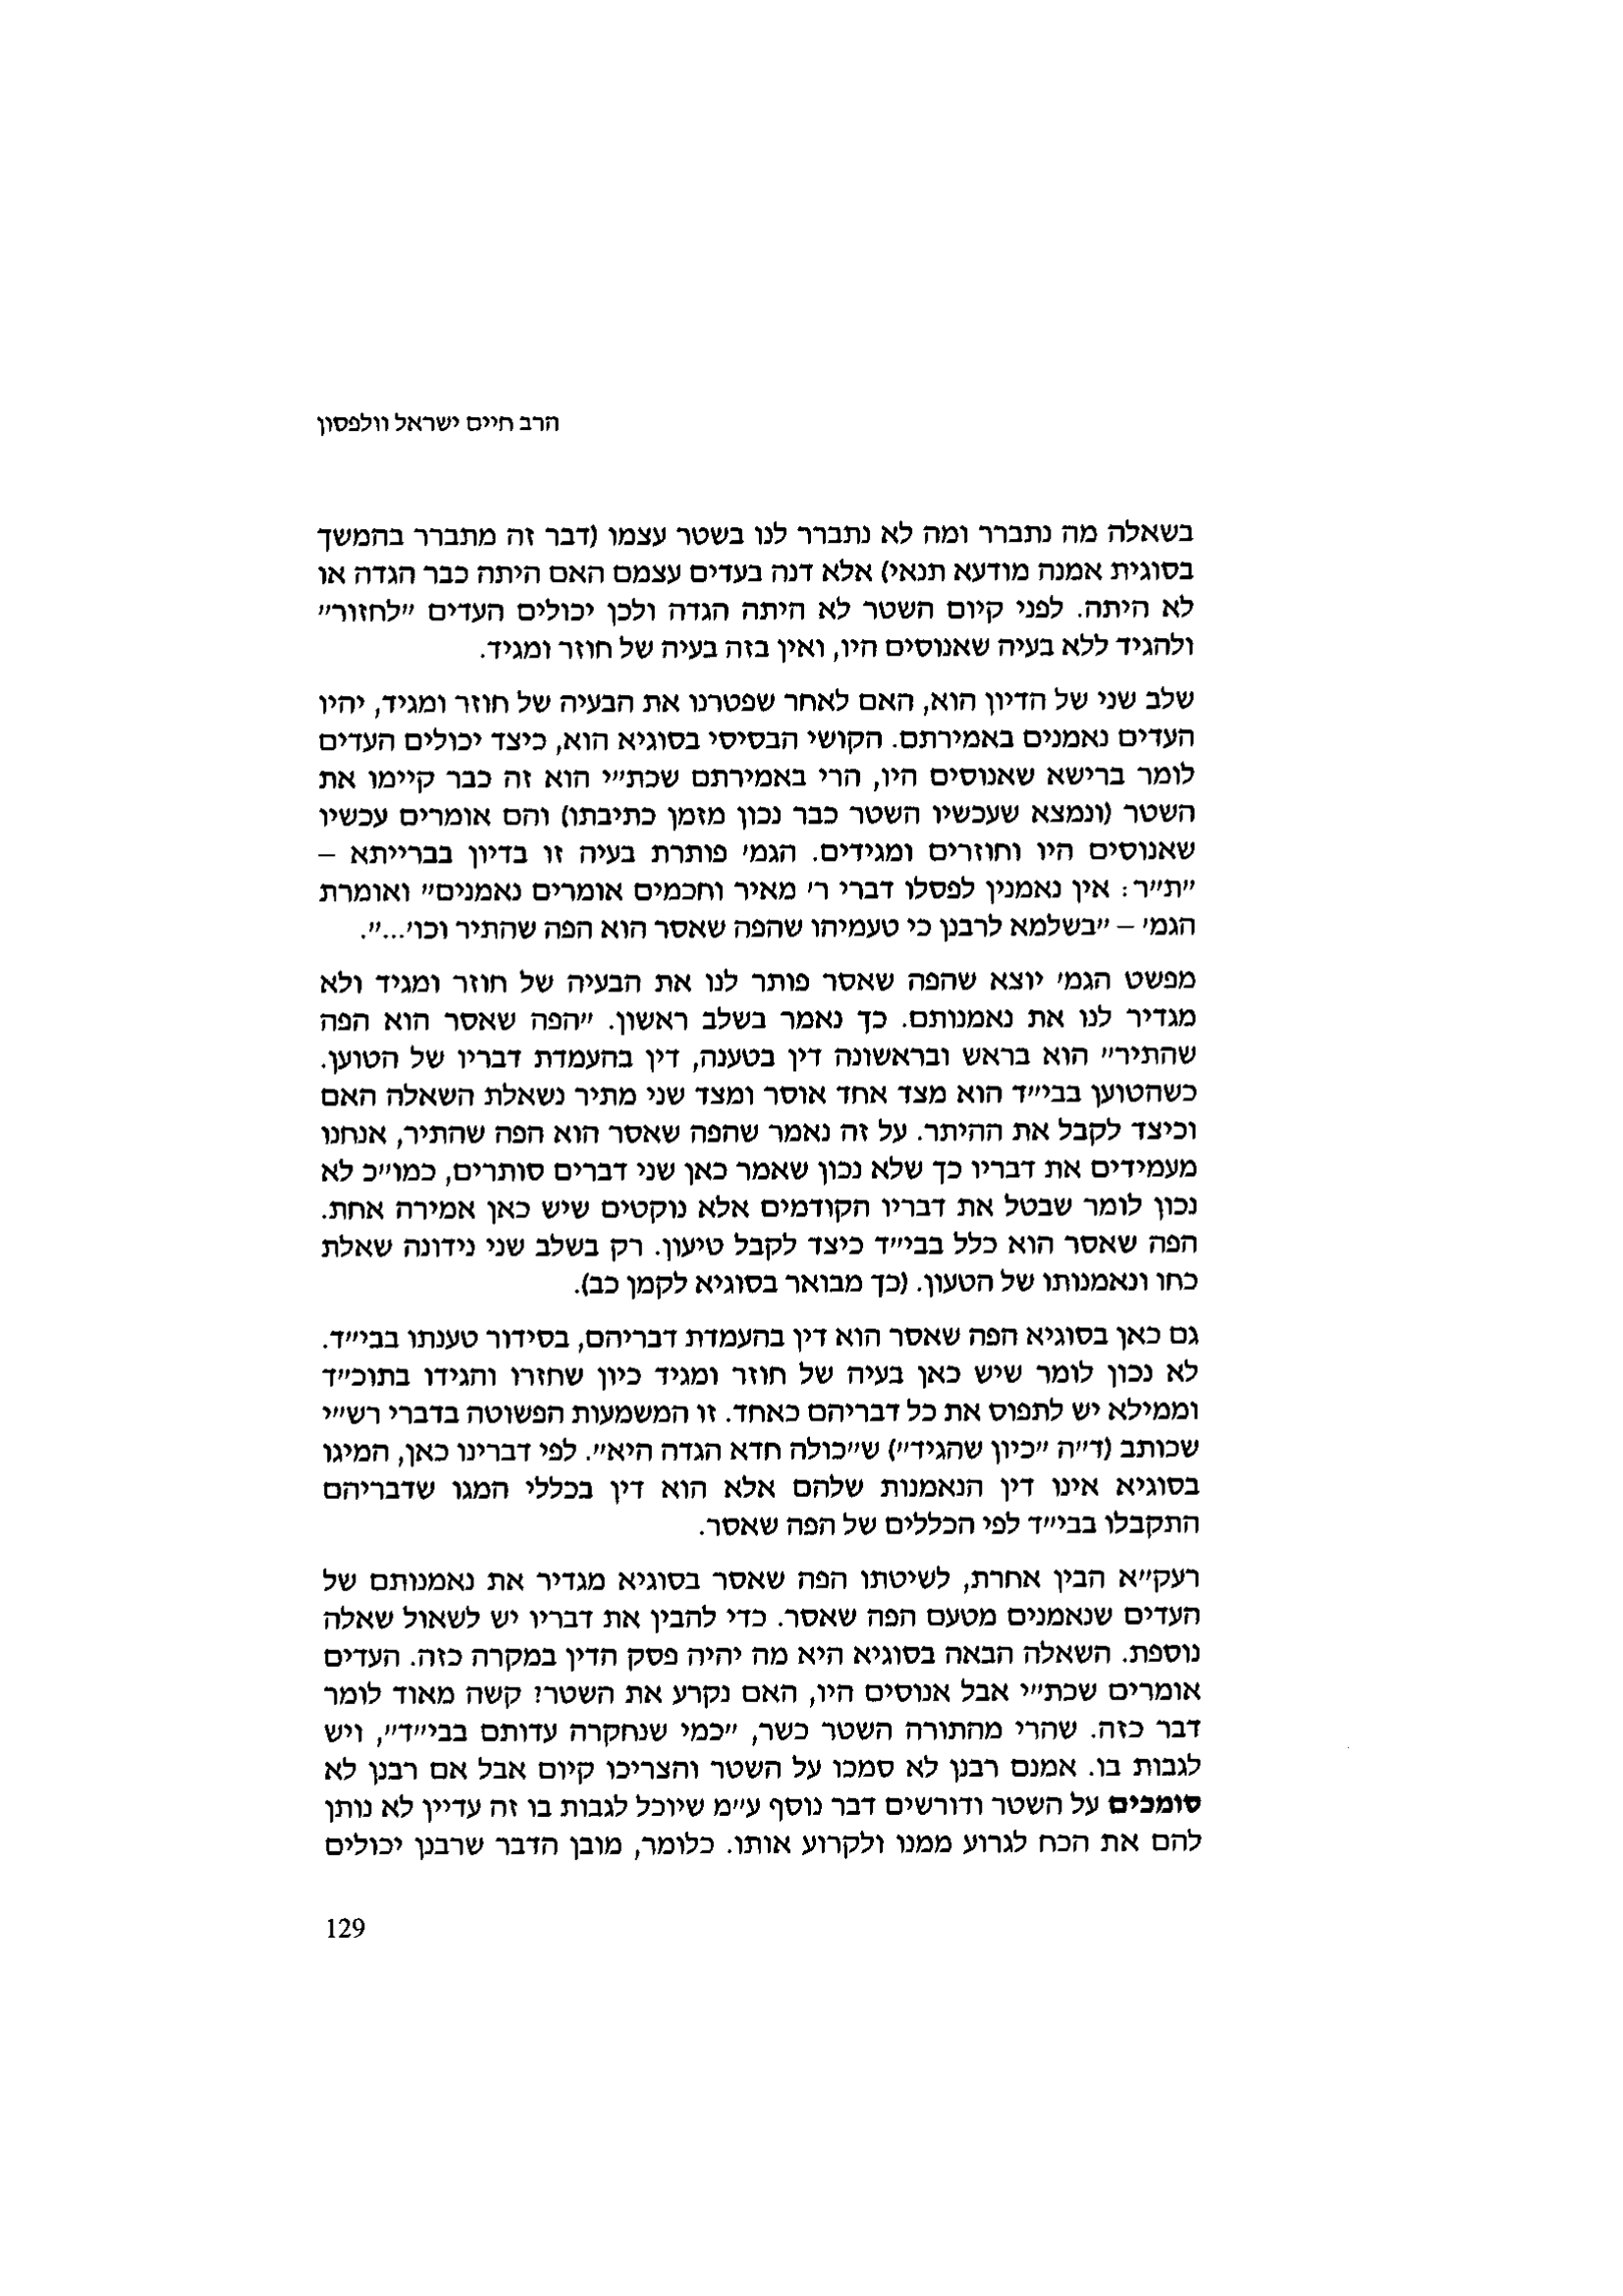 הרב חיים ישראל וולפסון
בשאלה מה נתברר ומה לא נתברר לנו בשטר עצמו (דבר זה מתברר בהמשך
בסוגית אמנה מודעא תנאי) אלא דנה בעדים עצמם האם היתה כבר הגדה או
לא היתה. לפני קיום השטר לא היתה הגדה ולכן יכולים העדים ״לחזור״
ולהגיד ללא בעיה שאנוסים היו, ואין בזה בעיה של חוזר ומגיד.
שלב שני של הדיון הוא, האם לאחר שפטרנו את הבעיה של חוזר ומגיד, יהיו
העדים נאמנים באמירתם. הקושי הבסיסי בסוגיא הוא, כיצד יכולים העדים
לומר ברישא שאנוסים היו, הרי באמירתם שכת״י הוא זה כבר קיימו את
השטר (ונמצא שעכשיו השטר כבר נכון מזמן כתיבתו) והם אומרים עכשיו
שאנוסים היו וחוזרים ומגידים. הגמ׳ פותרת בעיה זו בדיון בברייתא –
״ת״ר: אין נאמנין לפסלו דברי ר׳ מאיר וחכמים אומרים נאמנים״ ואומרת
הגמ׳ – ״בשלמא לרבנן כי טעמיהו שהפה שאסר הוא הפה שהתיר וכו׳...״.
מפשט הגמ׳ יוצא שהפה שאסר פותר לנו את הבעיה של חוזר ומגיד ולא
מגדיר לנו את נאמנותם. כך נאמר בשלב ראשון. ״הפה שאסר הוא הפה
שהתיר״ הוא בראש ובראשונה דין בטענה, דין בהעמדת דבריו של הטוען.
כשהטוען בבי״ד הוא מצד אחד אוסר ומצד שני מתיר נשאלת השאלה האם
וכיצד לקבל את ההיתר. על זה נאמר שהפה שאסר הוא הפה שהתיר, אנחנו
מעמידים את דבריו כך שלא נכון שאמר כאן שני דברים סותרים, כמו״כ לא
נכון לומר שבטל את דבריו הקודמים אלא נוקטים שיש כאן אמירה אחת.
הפה שאסר הוא כלל בבי״ד כיצד לקבל טיעון. רק בשלב שני נידונה שאלת
כחו ונאמנותו של הטעון. (כך מבואר בסוגיא לקמן כב).
גם כאן בסוגיא הפה שאסר הוא דין בהעמדת דבריהם, בסידור טענתו בבי״ד.
לא נכון לומר שיש כאן בעיה של חוזר ומגיד כיון שחזרו והגידו בתוכ״ד
וממילא יש לתפוס את כל דבריהם כאחד. זו המשמעות הפשוטה בדברי רש״י
שכותב (ד״ה ״כיון שהגיד״) ש״כולה חדא הגדה היא״. לפי דברינו כאן, המיגו
בסוגיא אינו דין הנאמנות שלהם אלא הוא דין בכללי המגו שדבריהם
התקבלו בבי״ד לפי הכללים של הפה שאסר.
רעק״א הבין אחרת, לשיטתו הפה שאסר בסוגיא מגדיר את נאמנותם של
העדים שנאמנים מטעם הפה שאסר. כדי להבין את דבריו יש לשאול שאלה
נוספת. השאלה הבאה בסוגיא היא מה יהיה פסק הדין במקרה כזה. העדים
אומרים שכת״י אבל אנוסים היו, האם נקרע את השטר? קשה מאוד לומר
דבר כזה. שהרי מהתורה השטר כשר, ״כמי שנחקרה עדותם בבי״ד״, ויש
לגבות בו. אמנם רבנן לא סמכו על השטר והצריכו קיום אבל אם רבנן לא
סומכים על השטר ודורשים דבר נוסף ע״מ שיוכל לגבות בו זה עדיין לא נותן
להם את הכח לגרוע ממנו ולקרוע אותו. כלומר, מובן הדבר שרבנן יכולים
129